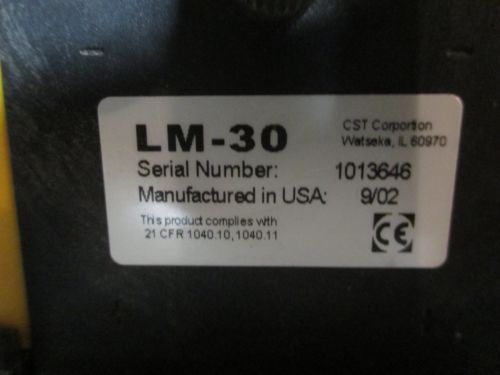 LM-30
CST Corportion
Watseka, IL 60970
Serial Number: 1013646
Manufactured in USA: 9/02
This product complies with
21 CFR 1040.10, 1040.11
CE